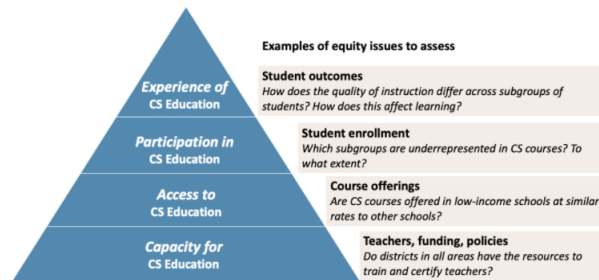 Examples of equity issues to assess
Experience of
CS Education
Student outcomes
How does the quality of instruction differ across subgroups of
students? How does this affect learning?
Participation in
CS Education
Student enrollment
Which subgroups are underrepresented in CS courses? To
what extent?
Access to
CS Education
Course offerings
Are CS courses offered in low-income schools at similar
rates to other schools?
Capacity for
CS Education
Teachers, funding, policies
Do districts in all areas have the resources to
train and certify teachers?